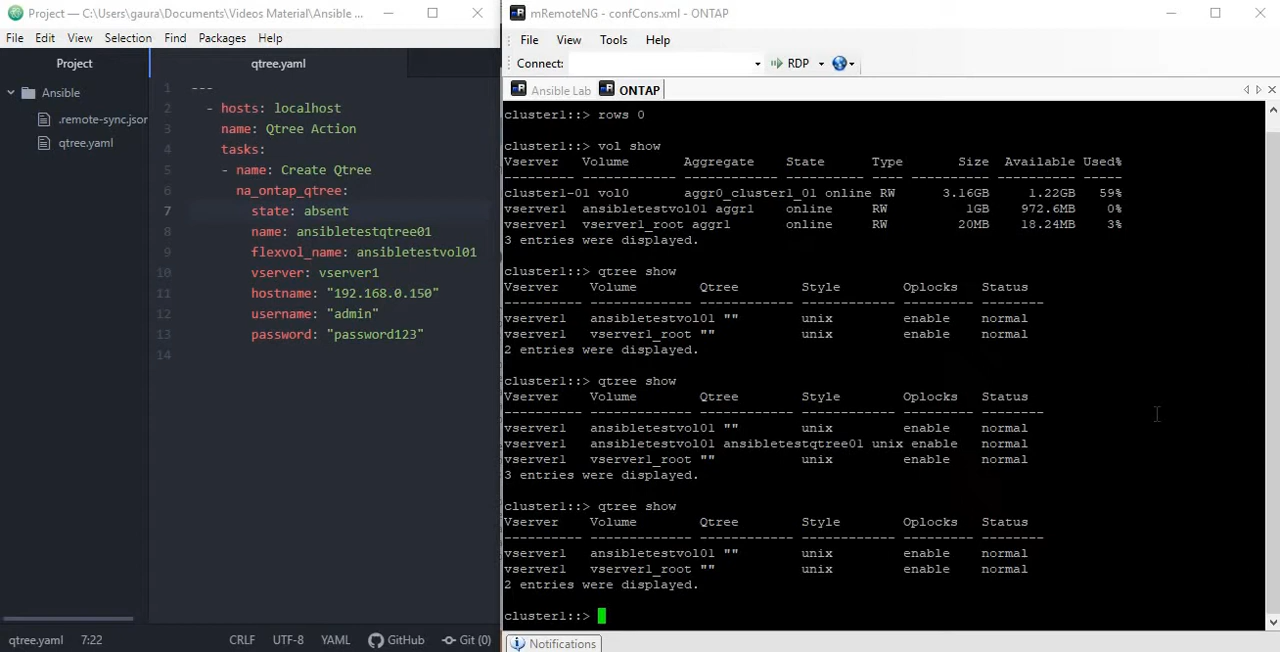 Project — C:\Users\gaura\Documents\Videos Material\Ansible ...
File Edit View Selection Find Packages Help
Project
Ansible
.remote-sync.jsor
qtree.yaml
qtree.yaml
1 ---
2 - hosts: localhost
3 name: Qtree Action
4 tasks:
5 - name: Create Qtree
6 na_ontap_qtree:
7 state: absent
8 name: ansibletestqtree01
9 flexvol_name: ansibletestvol01
10 vserver: vserver1
11 hostname: "192.168.0.150"
12 username: "admin"
13 password: "password123"
14
qtree.yaml 7:22 CRLF UTF-8 YAML GitHub Git (0)
mRemoteNG - confCons.xml - ONTAP
File View Tools Help
Connect: RDP
Ansible Lab ONTAP
cluster1::> rows 0
cluster1::> vol show
Vserver Volume Aggregate State Type Size Available Used%
--------- ------------ ------------ ---------- ---- ---------- ---------- -----
cluster1-01 vol0 aggr0_cluster1_01 online RW 3.16GB 1.22GB 59%
vserver1 ansibletestvol01 aggr1 online RW 1GB 972.6MB 0%
vserver1 vserver1_root aggr1 online RW 20MB 18.24MB 3%
3 entries were displayed.
cluster1::> qtree show
Vserver Volume Qtree Style Oplocks Status
---------- ------------- ------------ ------------ --------- --------
vserver1 ansibletestvol01 "" unix enable normal
vserver1 vserver1_root "" unix enable normal
2 entries were displayed.
cluster1::> qtree show
Vserver Volume Qtree Style Oplocks Status
---------- ------------- ------------ ------------ --------- --------
vserver1 ansibletestvol01 "" unix enable normal
vserver1 ansibletestvol01 ansibletestqtree01 unix enable normal
vserver1 vserver1_root "" unix enable normal
3 entries were displayed.
cluster1::> qtree show
Vserver Volume Qtree Style Oplocks Status
---------- ------------- ------------ ------------ --------- --------
vserver1 ansibletestvol01 "" unix enable normal
vserver1 vserver1_root "" unix enable normal
2 entries were displayed.
cluster1::>
Notifications